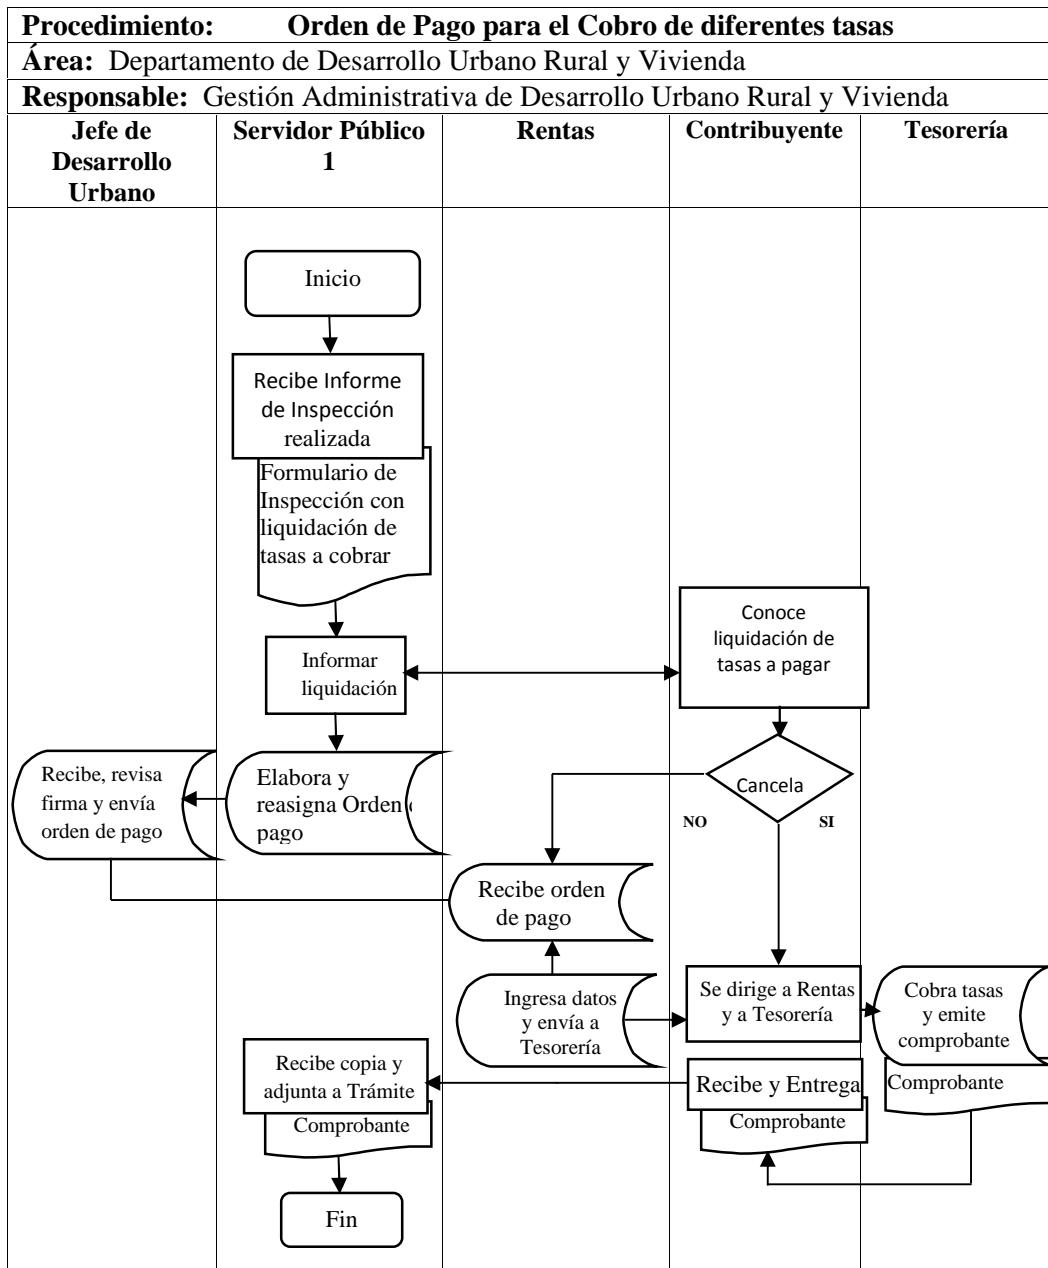 Procedimiento: Orden de Pago para el Cobro de diferentes tasas
Área: Departamento de Desarrollo Urbano Rural y Vivienda
Responsable: Gestión Administrativa de Desarrollo Urbano Rural y Vivienda
Jefe de
Desarrollo
Urbano
Servidor Público
1
Rentas
Contribuyente
Tesorería
Inicio
Recibe Informe
de Inspección
realizada
Formulario de
Inspección con
liquidación de
tasas a cobrar
Conoce
liquidación de
tasas a pagar
Informar
liquidación
Recibe, revisa
firma y envía
orden de pago
Elabora y
reasigna Orden
pago
Cancela
NO
SI
Recibe orden
de pago
Ingresa datos
y envía a
Tesorería
Se dirige a Rentas
y a Tesorería
Cobra tasas
y emite
comprobante
Comprobante
Recibe y Entrega
Comprobante
Recibe copia y
adjunta a Trámite
Comprobante
Fin